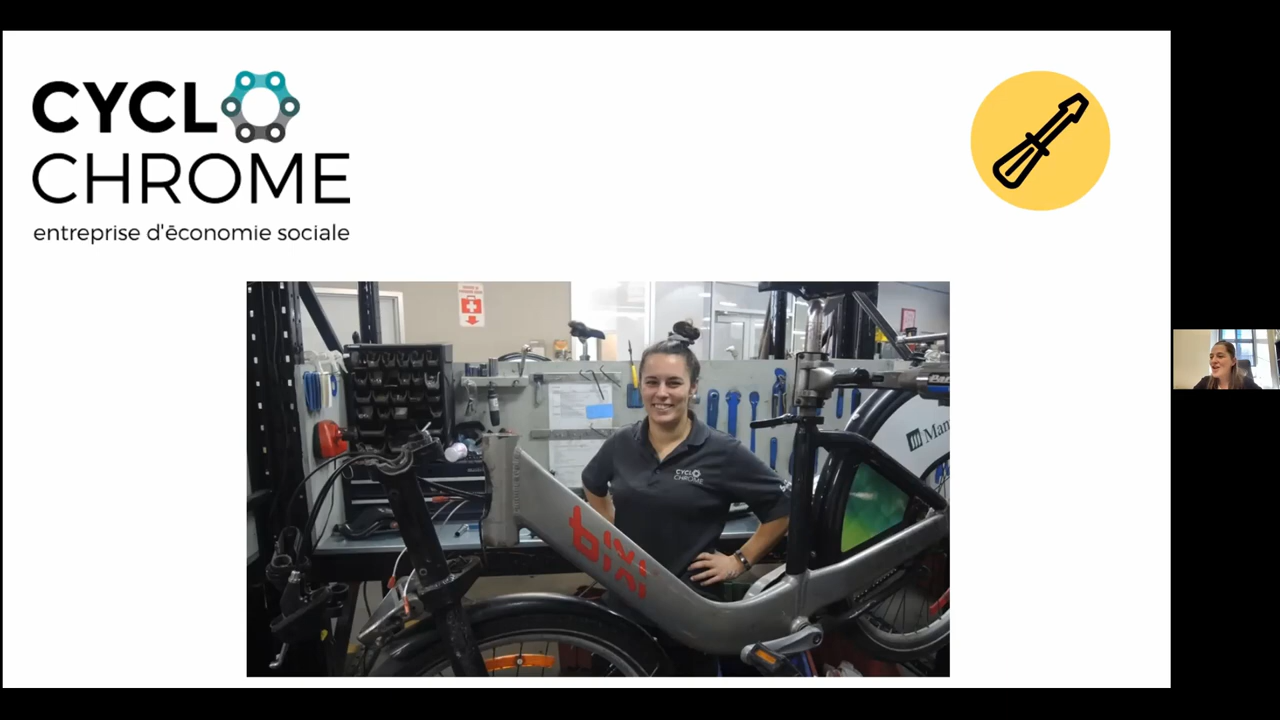 CYCLO
CHROME
entreprise d'économie sociale
CYCLO
CHROME
bixi